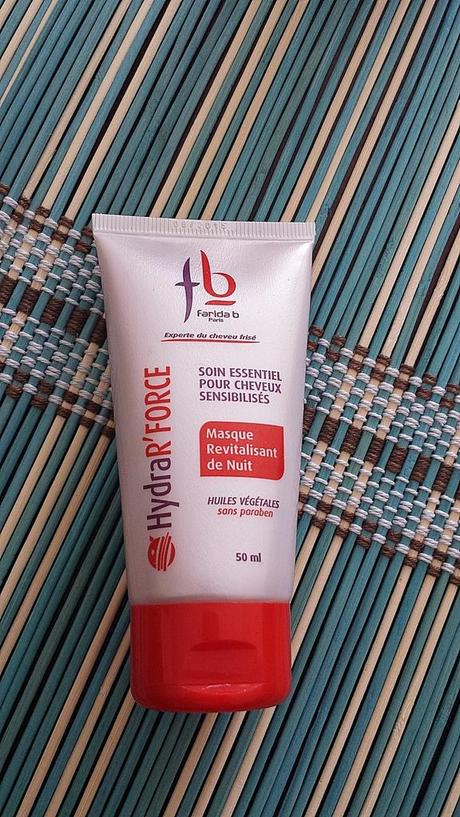 fb
farida b
Paris
Experte du cheveu frisé
HydraR'FORCE
SOIN ESSENTIEL
POUR CHEVEUX
SENSIBILISÉS
Masque
Revitalisant
de Nuit
HUILES VÉGÉTALES
sans paraben
50 ml